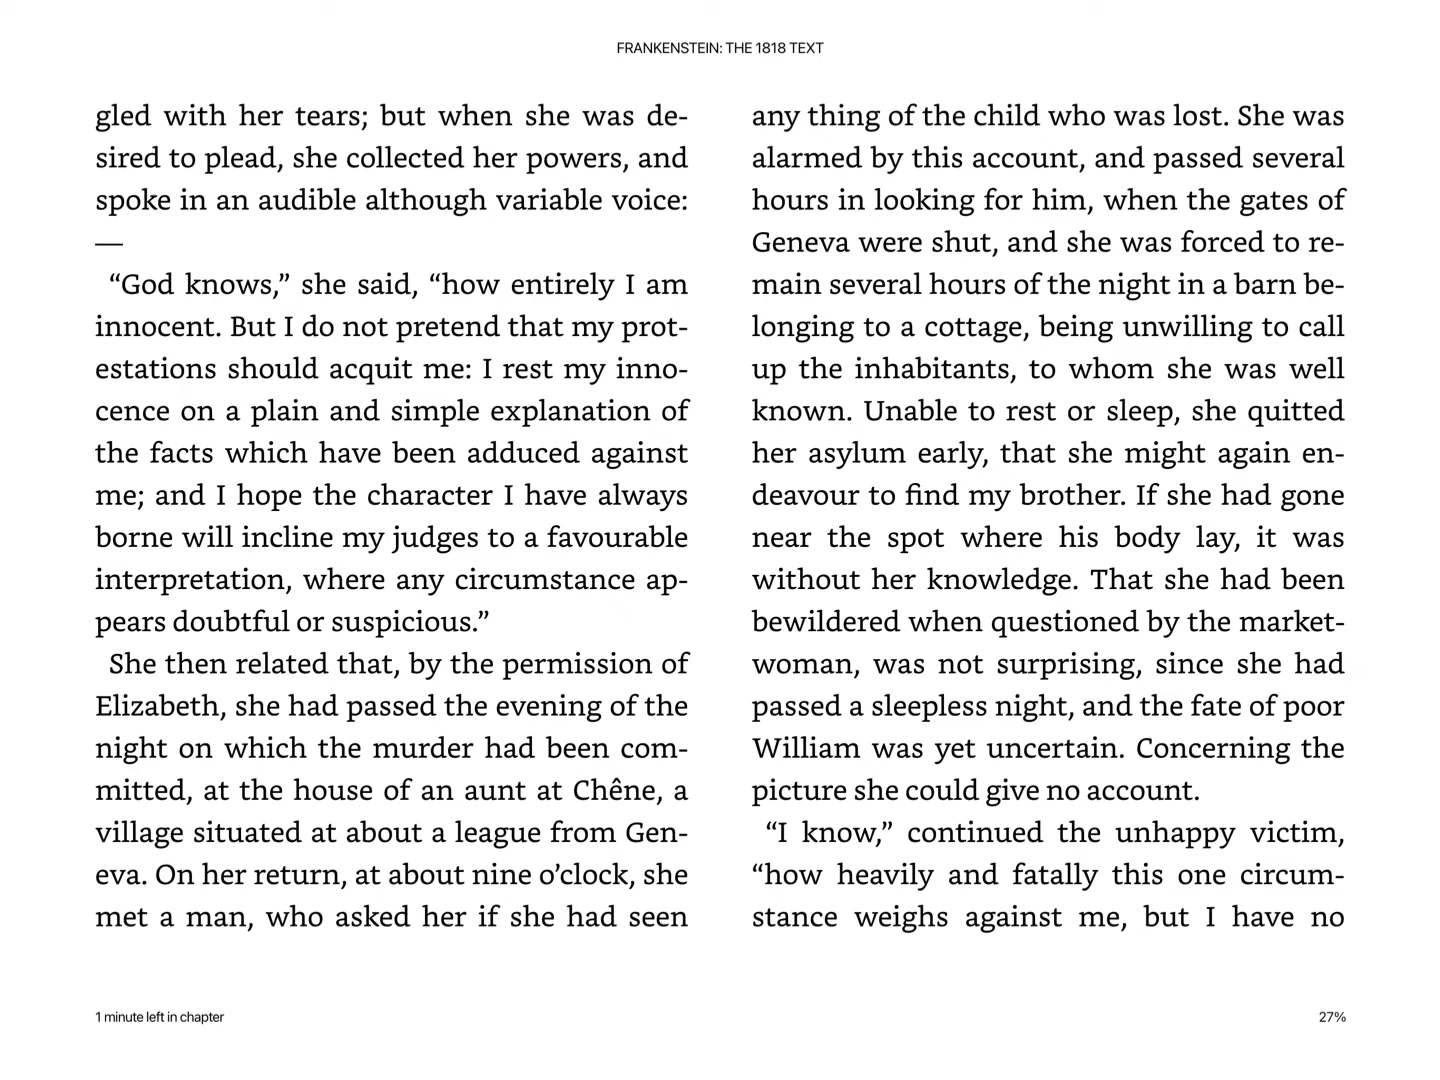 FRANKENSTEIN: THE 1818 TEXT
gled with her tears; but when she was de-
sired to plead, she collected her powers, and
spoke in an audible although variable voice:
—
“God knows,” she said, “how entirely I am
innocent. But I do not pretend that my prot-
estations should acquit me: I rest my inno-
cence on a plain and simple explanation of
the facts which have been adduced against
me; and I hope the character I have always
borne will incline my judges to a favourable
interpretation, where any circumstance ap-
pears doubtful or suspicious.”
She then related that, by the permission of
Elizabeth, she had passed the evening of the
night on which the murder had been com-
mitted, at the house of an aunt at Chêne, a
village situated at about a league from Gen-
eva. On her return, at about nine o’clock, she
met a man, who asked her if she had seen
any thing of the child who was lost. She was
alarmed by this account, and passed several
hours in looking for him, when the gates of
Geneva were shut, and she was forced to re-
main several hours of the night in a barn be-
longing to a cottage, being unwilling to call
up the inhabitants, to whom she was well
known. Unable to rest or sleep, she quitted
her asylum early, that she might again en-
deavour to find my brother. If she had gone
near the spot where his body lay, it was
without her knowledge. That she had been
bewildered when questioned by the market-
woman, was not surprising, since she had
passed a sleepless night, and the fate of poor
William was yet uncertain. Concerning the
picture she could give no account.
“I know,” continued the unhappy victim,
“how heavily and fatally this one circum-
stance weighs against me, but I have no
1 minute left in chapter
27%